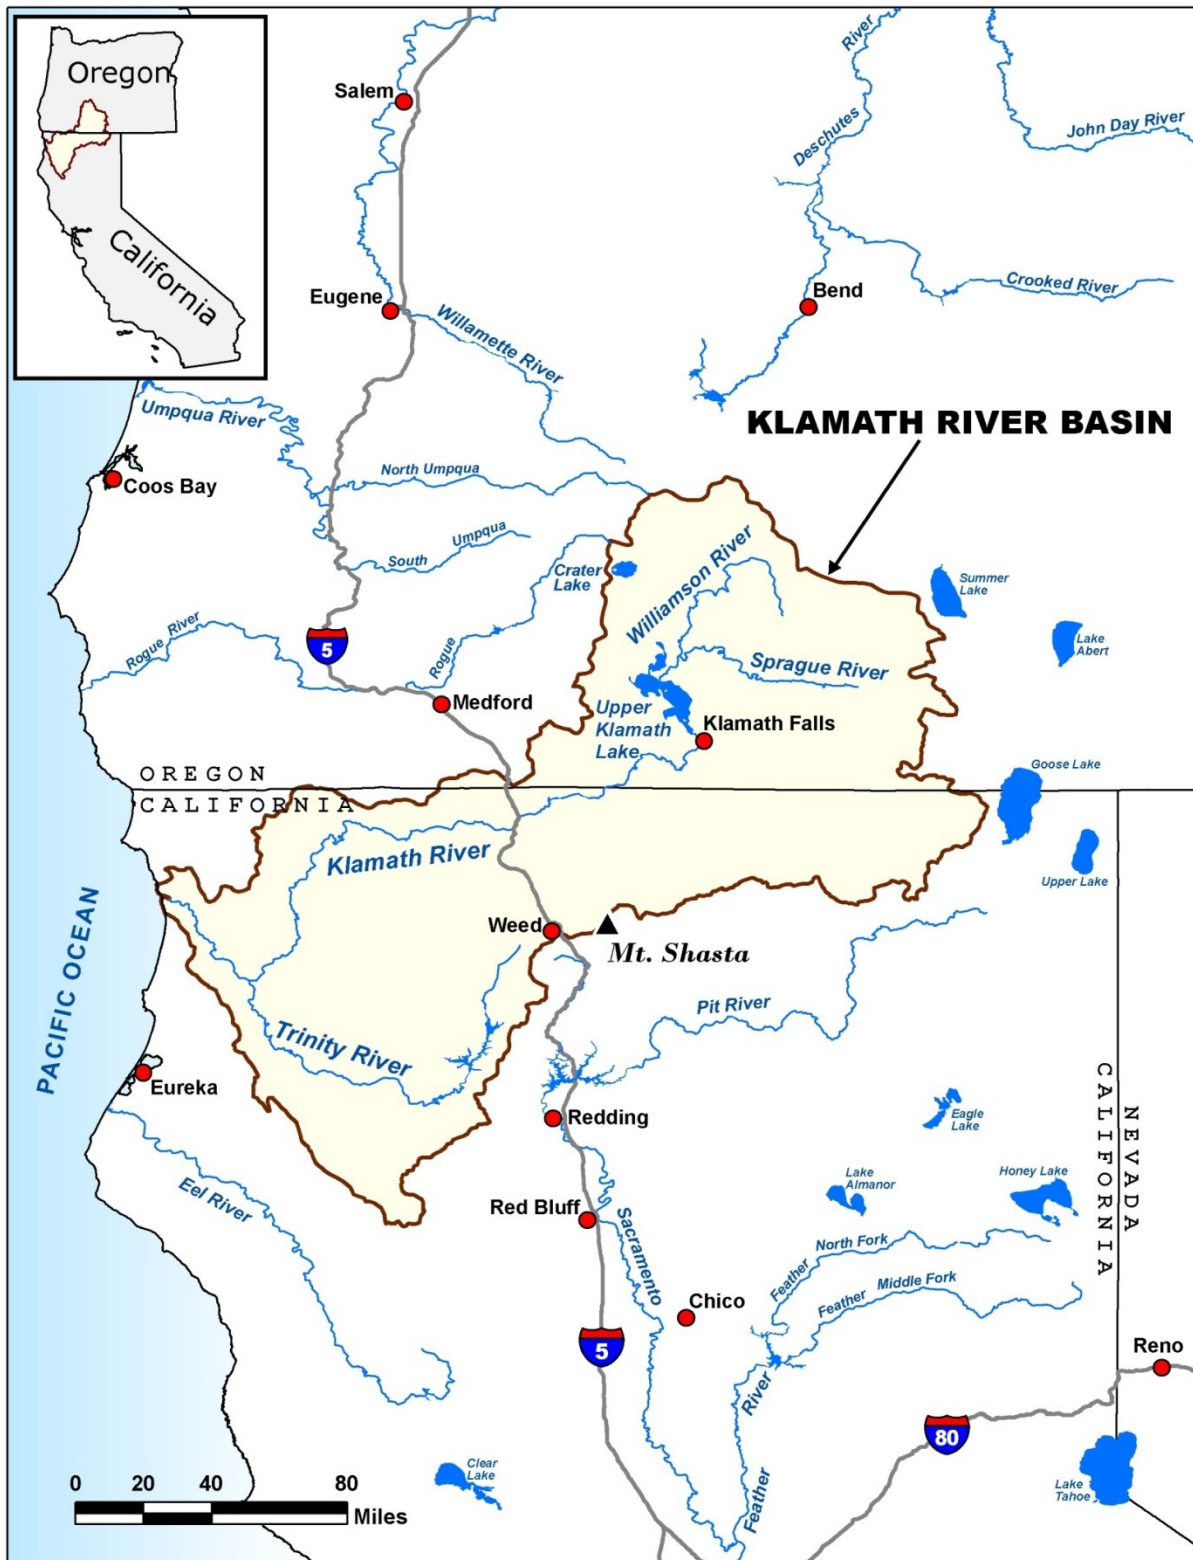 Oregon
California
Salem
River
Deschutes
John Day River
Eugene
Willamette River
Bend
Crooked River
Umpqua River
KLAMATH RIVER BASIN
Coos Bay
North Umpqua
South Umpqua
Crater
Lake
Williamson River
Summer
Lake
Lake
Abert
Rogue River
5
Rogue
Sprague River
Medford
Upper
Klamath
Lake
Klamath Falls
OREGON
CALIFORNIA
Goose Lake
Klamath River
Upper Lake
PACIFIC OCEAN
Weed
Mt. Shasta
Trinity River
Pit River
Eureka
Redding
Eagle
Lake
CALIFORNIA
NEVADA
Eel River
Lake
Almanor
Honey Lake
Red Bluff
Sacramento
Feather North Fork
Feather Middle Fork
Chico
5
Reno
Feather River
80
Clear
Lake
Lake
Tahoe
0 20 40 80
Miles